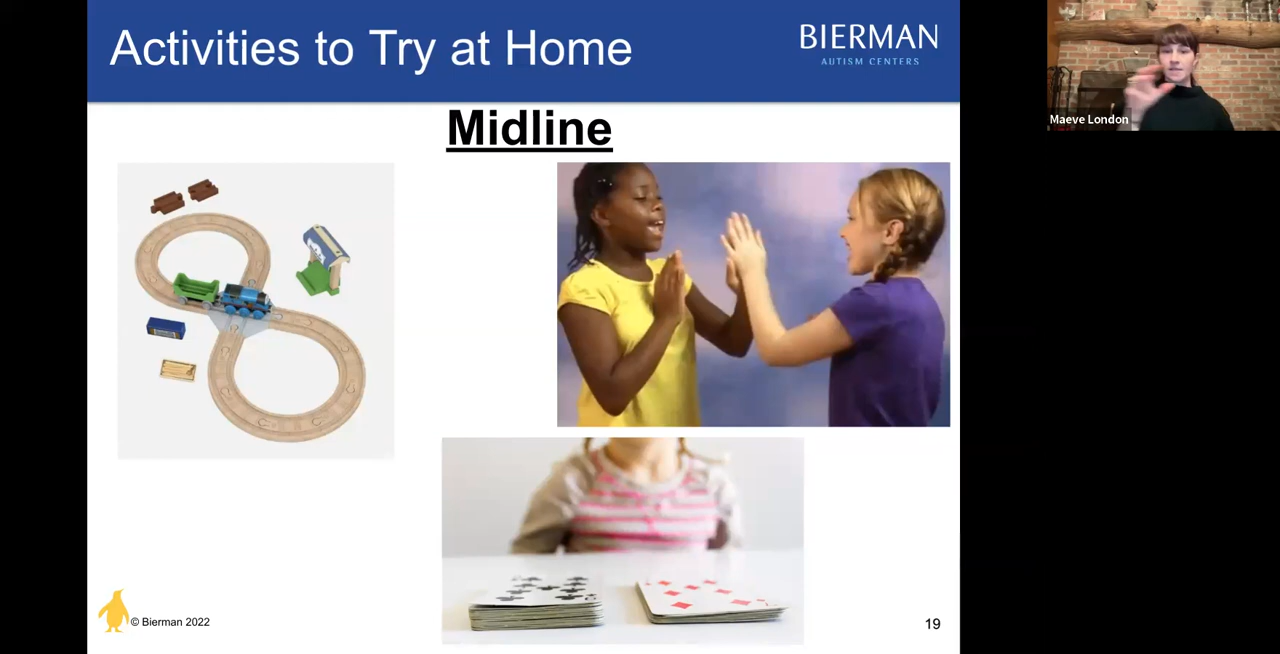 Activities to Try at Home
BIERMAN
AUTISM CENTERS
Maeve London
Midline
© Bierman 2022
19